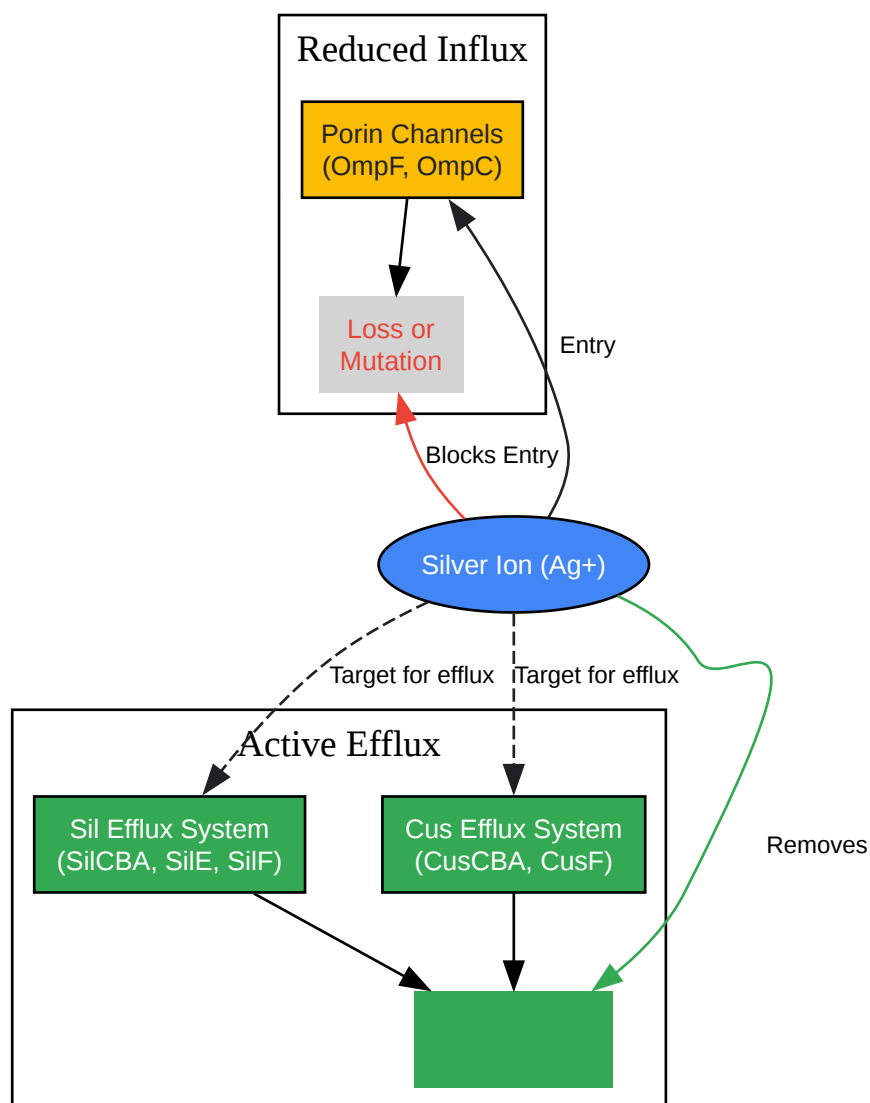 Reduced Influx
Porin Channels
(OmpF, OmpC)
Loss or
Mutation
Entry
Blocks Entry
Silver Ion (Ag+)
Target for efflux
Target for efflux
Active Efflux
Sil Efflux System
(SilCBA, SilE, SilF)
Cus Efflux System
(CusCBA, CusF)
Removes